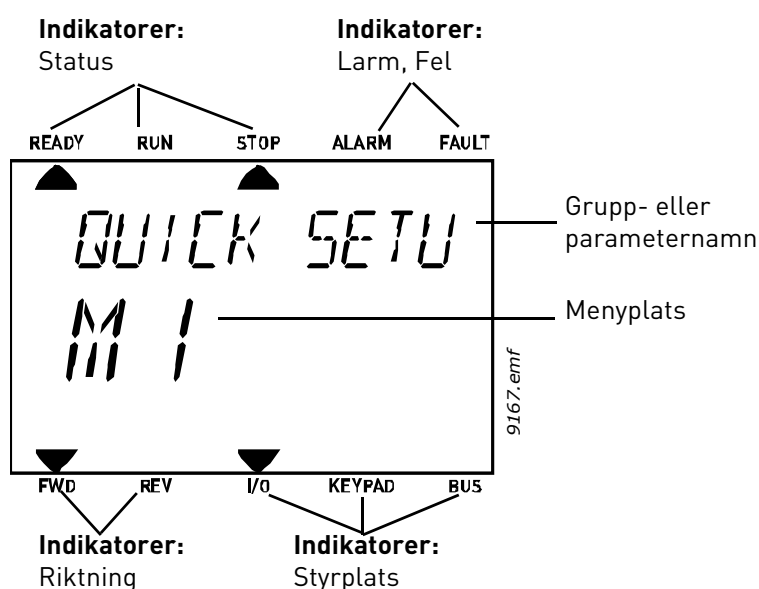 Indikatorer: Indikatorer:
Status Larm, Fel
READY RUN STOP ALARM FAULT
QUICK SETU
Grupp- eller
parameternamn
M1
Menyplats
9167.emf
FWD REV I/O KEYPAD BUS
Indikatorer: Indikatorer:
Riktning Styrplats